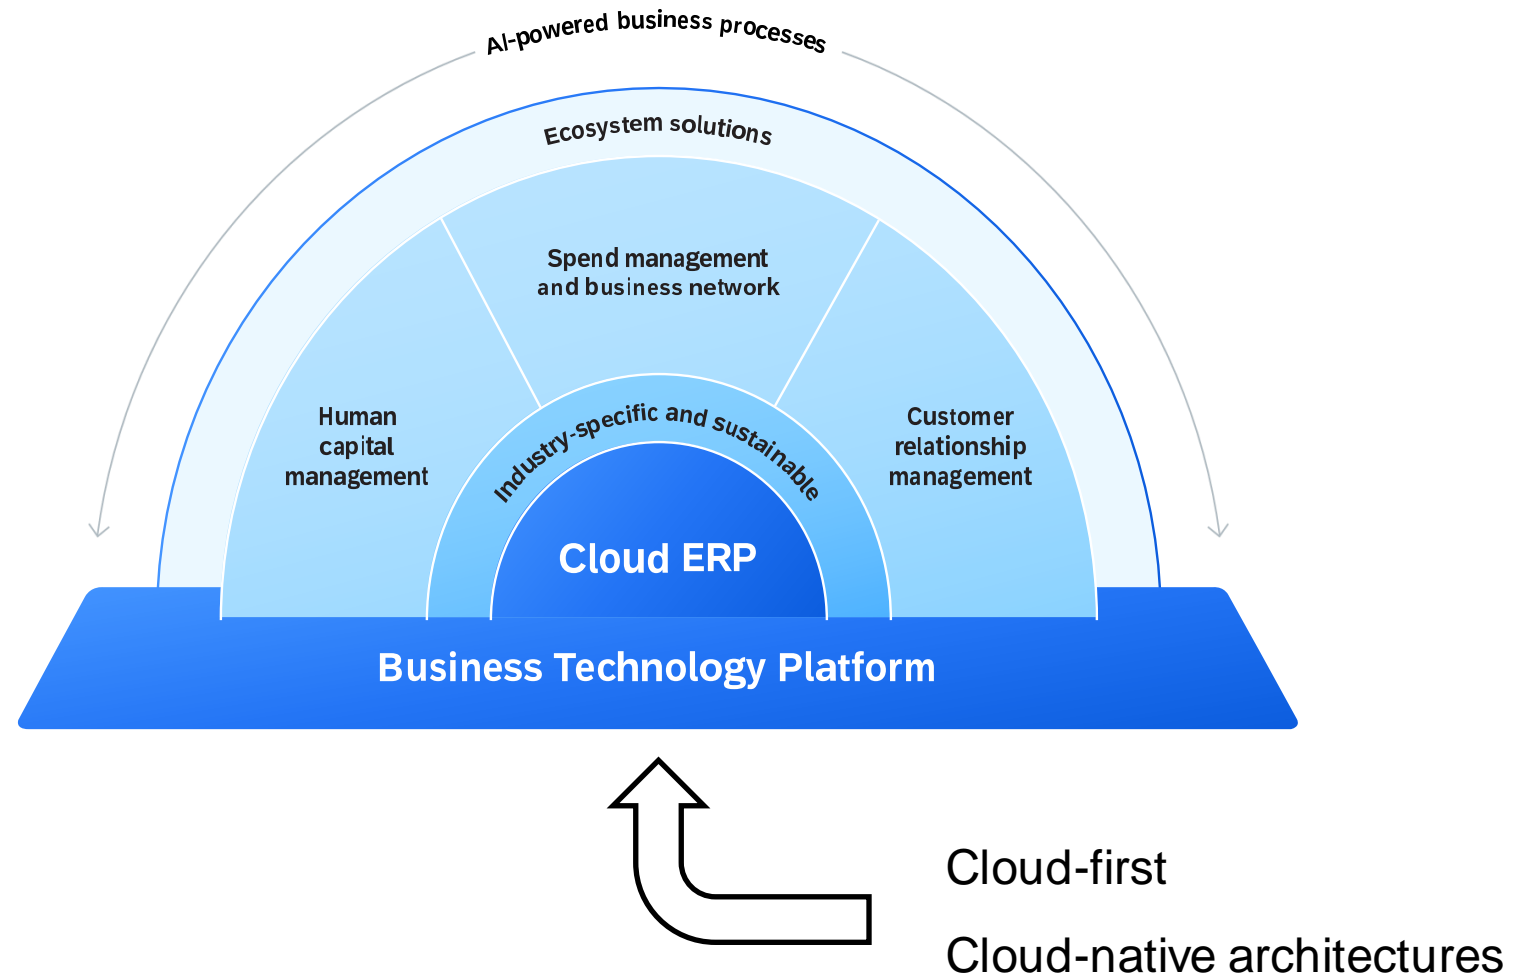 AI-powered business processes
Ecosystem solutions
Spend management
and business network
Human
capital
management
Customer
relationship
management
Industry-specific and sustainable
Cloud ERP
Business Technology Platform
Cloud-first
Cloud-native architectures